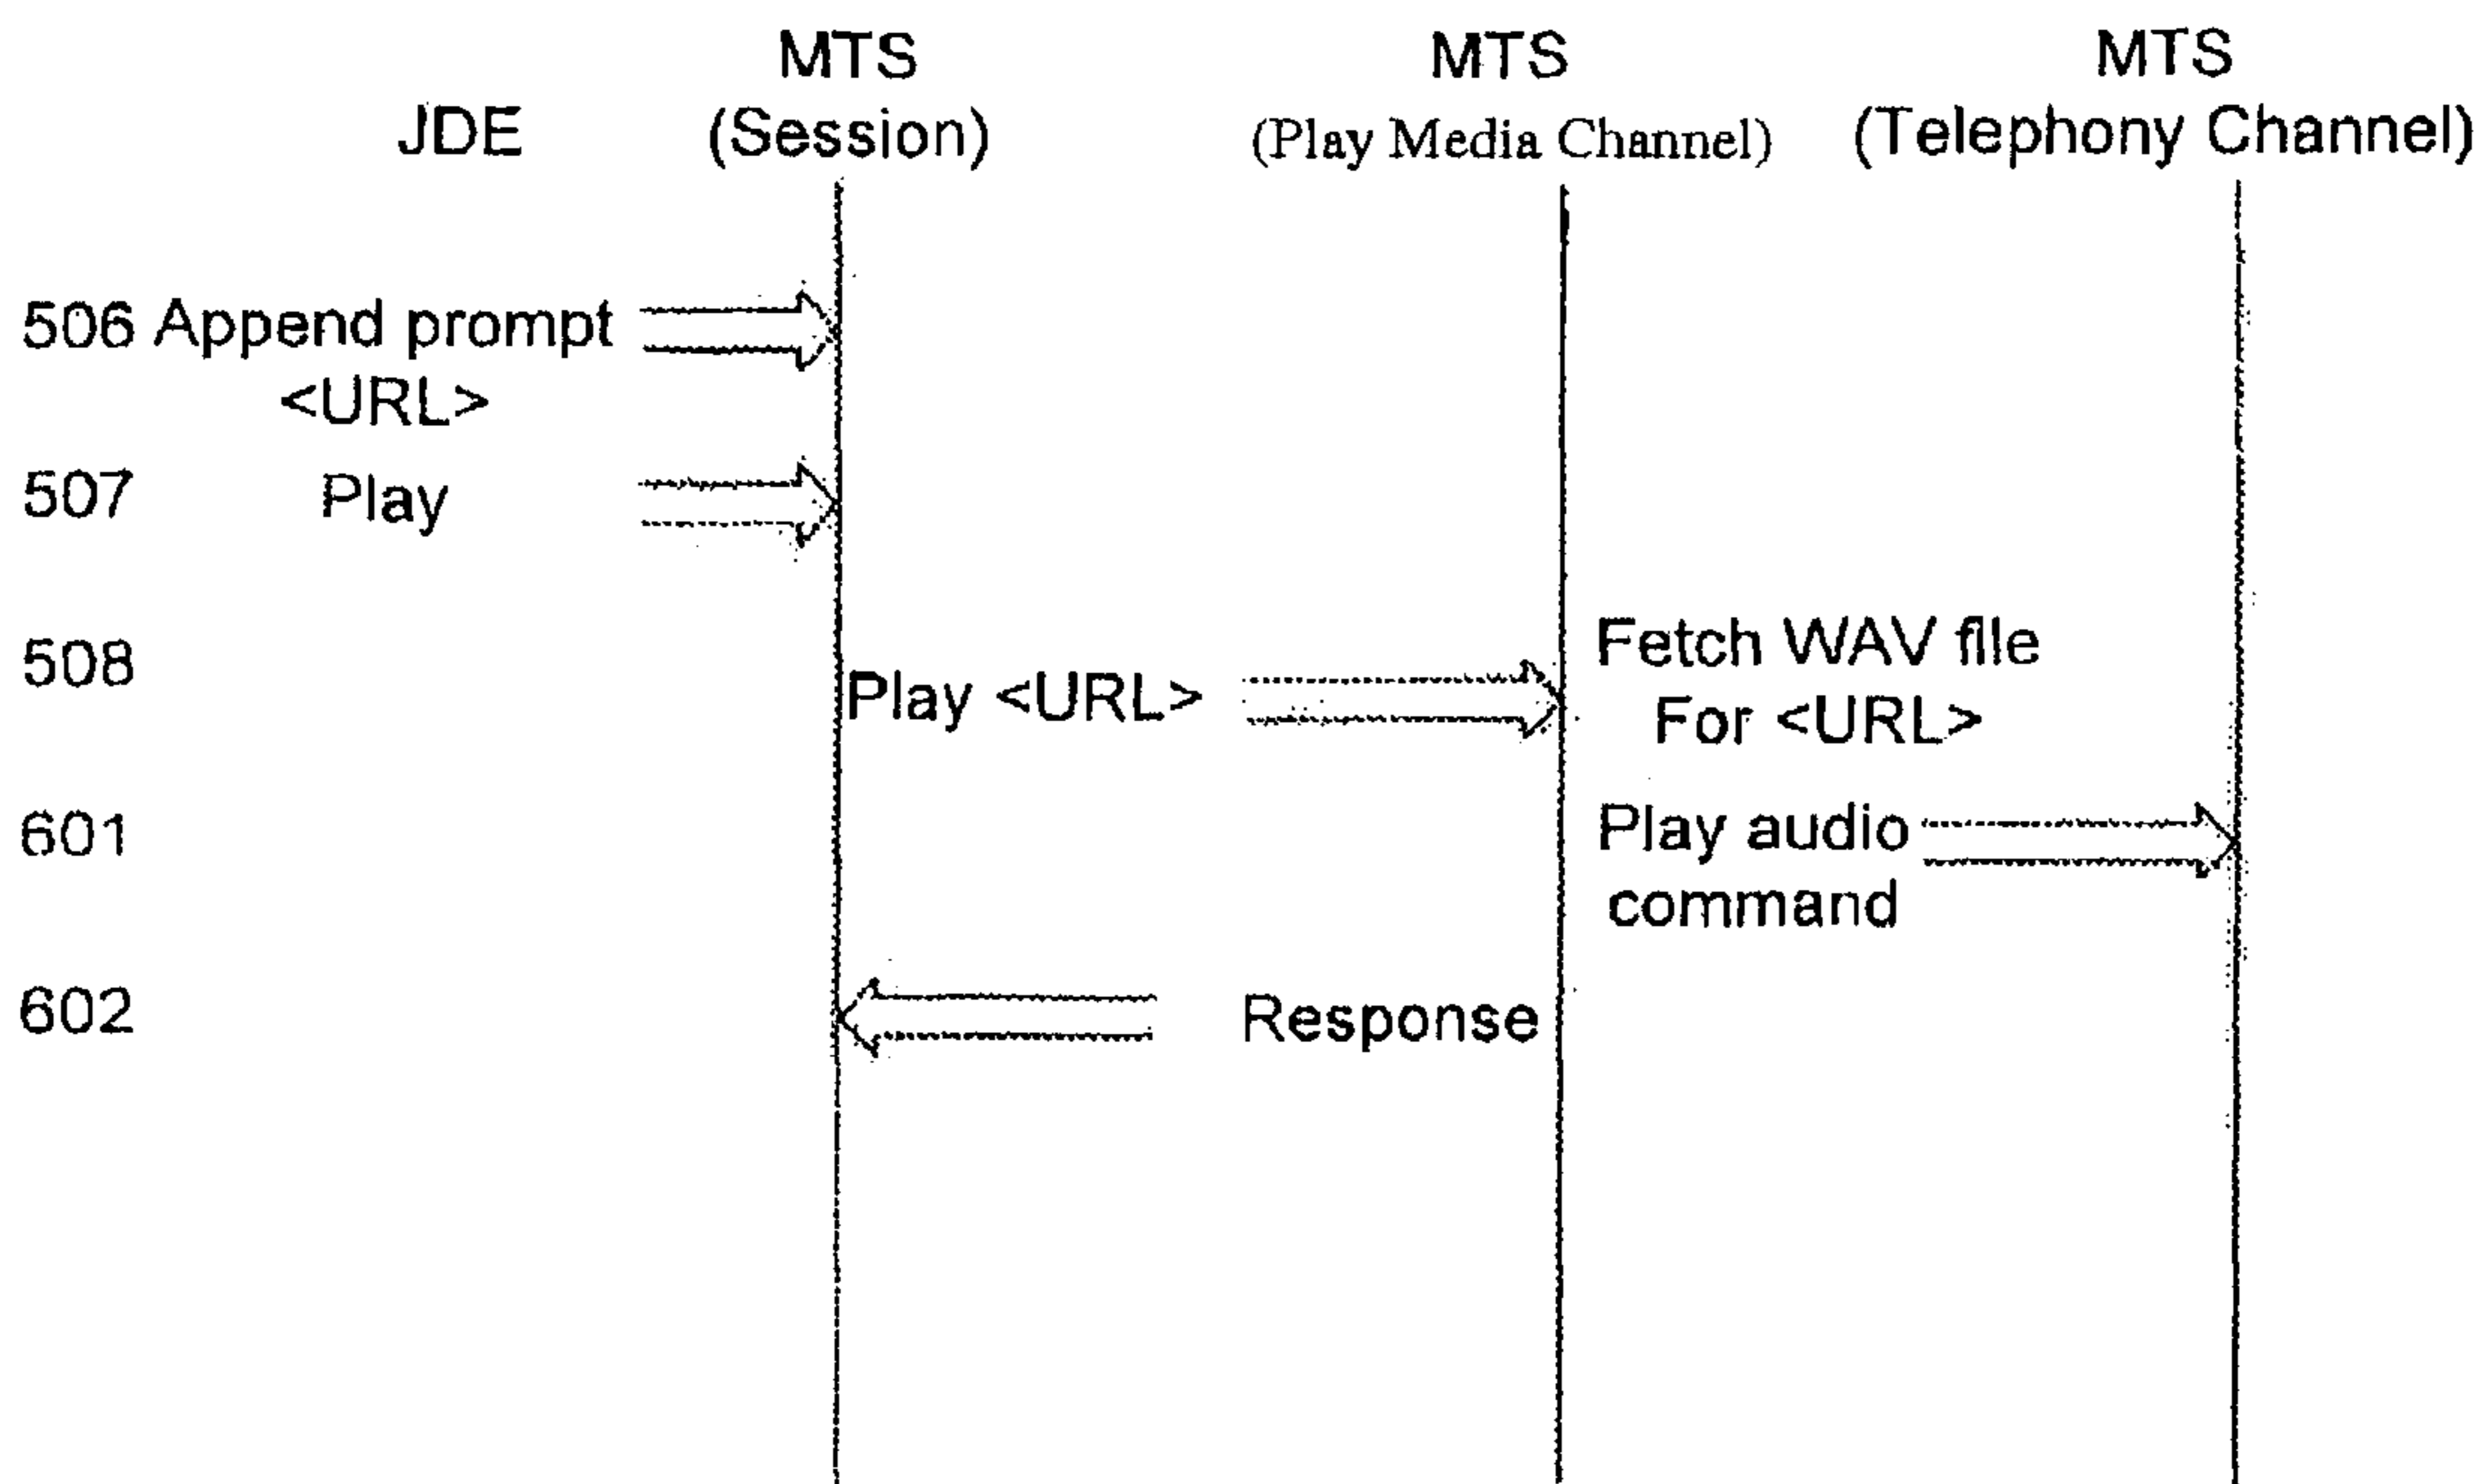 MTS MTS MTS
JDE (Session) (Play Media Channel) (Telephony Channel)
506 Append prompt
<URL>
507 Play
508 Play <URL> Fetch WAV file
For <URL>
601 Play audio
command
602 Response